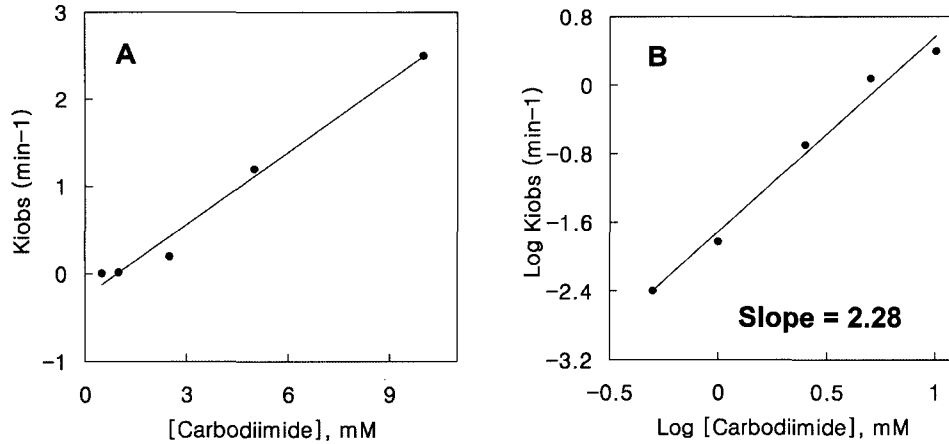 A
Kiobs (min−1)
3
2
1
0
−1
0
3
6
9
[Carbodiimide], mM
B
Log Kiobs (min−1)
0.8
0
−0.8
−1.6
−2.4
−3.2
Slope = 2.28
−0.5
0
0.5
1
Log [Carbodiimide], mM